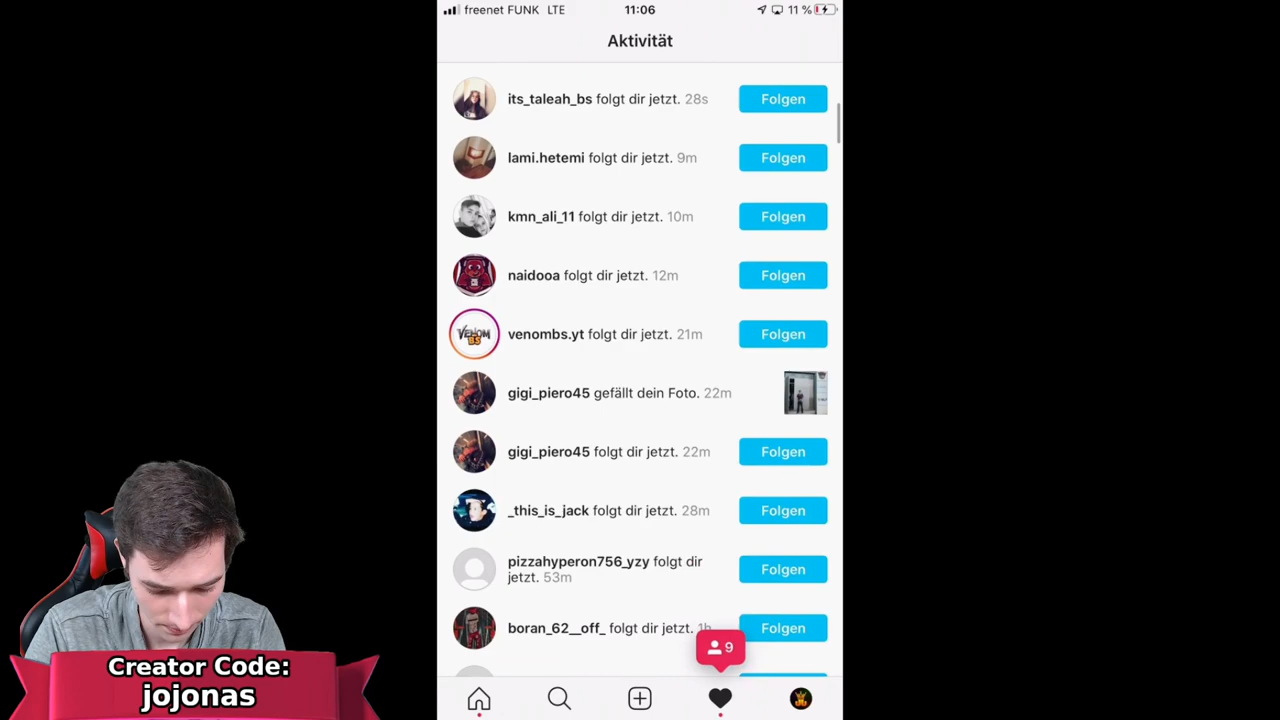 freenet FUNK LTE 11:06 11 %
Aktivität
its_taleah_bs folgt dir jetzt. 28s Folgen
lami.hetemi folgt dir jetzt. 9m Folgen
kmn_ali_11 folgt dir jetzt. 10m Folgen
naidooa folgt dir jetzt. 12m Folgen
VENOM
BS
venombs.yt folgt dir jetzt. 21m Folgen
gigi_piero45 gefällt dein Foto. 22m
gigi_piero45 folgt dir jetzt. 22m Folgen
_this_is_jack folgt dir jetzt. 28m Folgen
pizzahyperon756_yzy folgt dir
jetzt. 53m Folgen
boran_62__off_ folgt dir jetzt. 1h Folgen
9
Creator Code:
jojonas